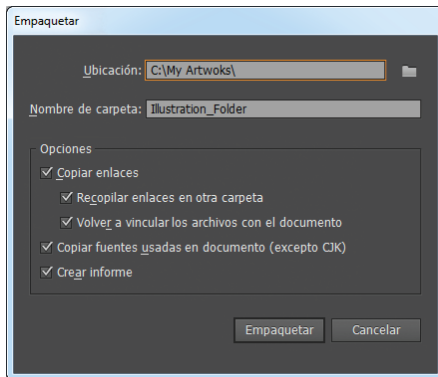 Empaquetar
Ubicación: C:\My Artwoks\
Nombre de carpeta: Illustration_Folder
Opciones
Copiar enlaces
Recopilar enlaces en otra carpeta
Volver a vincular los archivos con el documento
Copiar fuentes usadas en documento (excepto CJK)
Crear informe
Empaquetar Cancelar